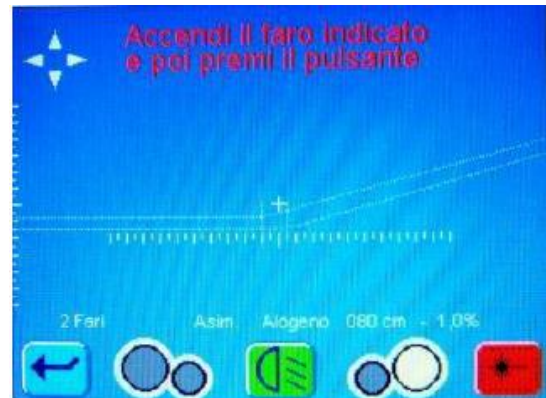 Accendi il faro indicato
e poi premi il pulsante
2 Fari Asim. Alogeno 080 cm - 1,0%